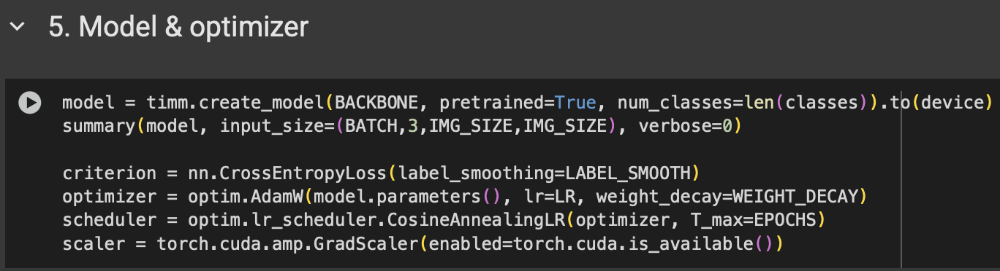 5. Model & optimizer
model = timm.create_model(BACKBONE, pretrained=True, num_classes=len(classes)).to(device)
summary(model, input_size=(BATCH,3,IMG_SIZE,IMG_SIZE), verbose=0)
criterion = nn.CrossEntropyLoss(label_smoothing=LABEL_SMOOTH)
optimizer = optim.AdamW(model.parameters(), lr=LR, weight_decay=WEIGHT_DECAY)
scheduler = optim.lr_scheduler.CosineAnnealingLR(optimizer, T_max=EPOCHS)
scaler = torch.cuda.amp.GradScaler(enabled=torch.cuda.is_available())